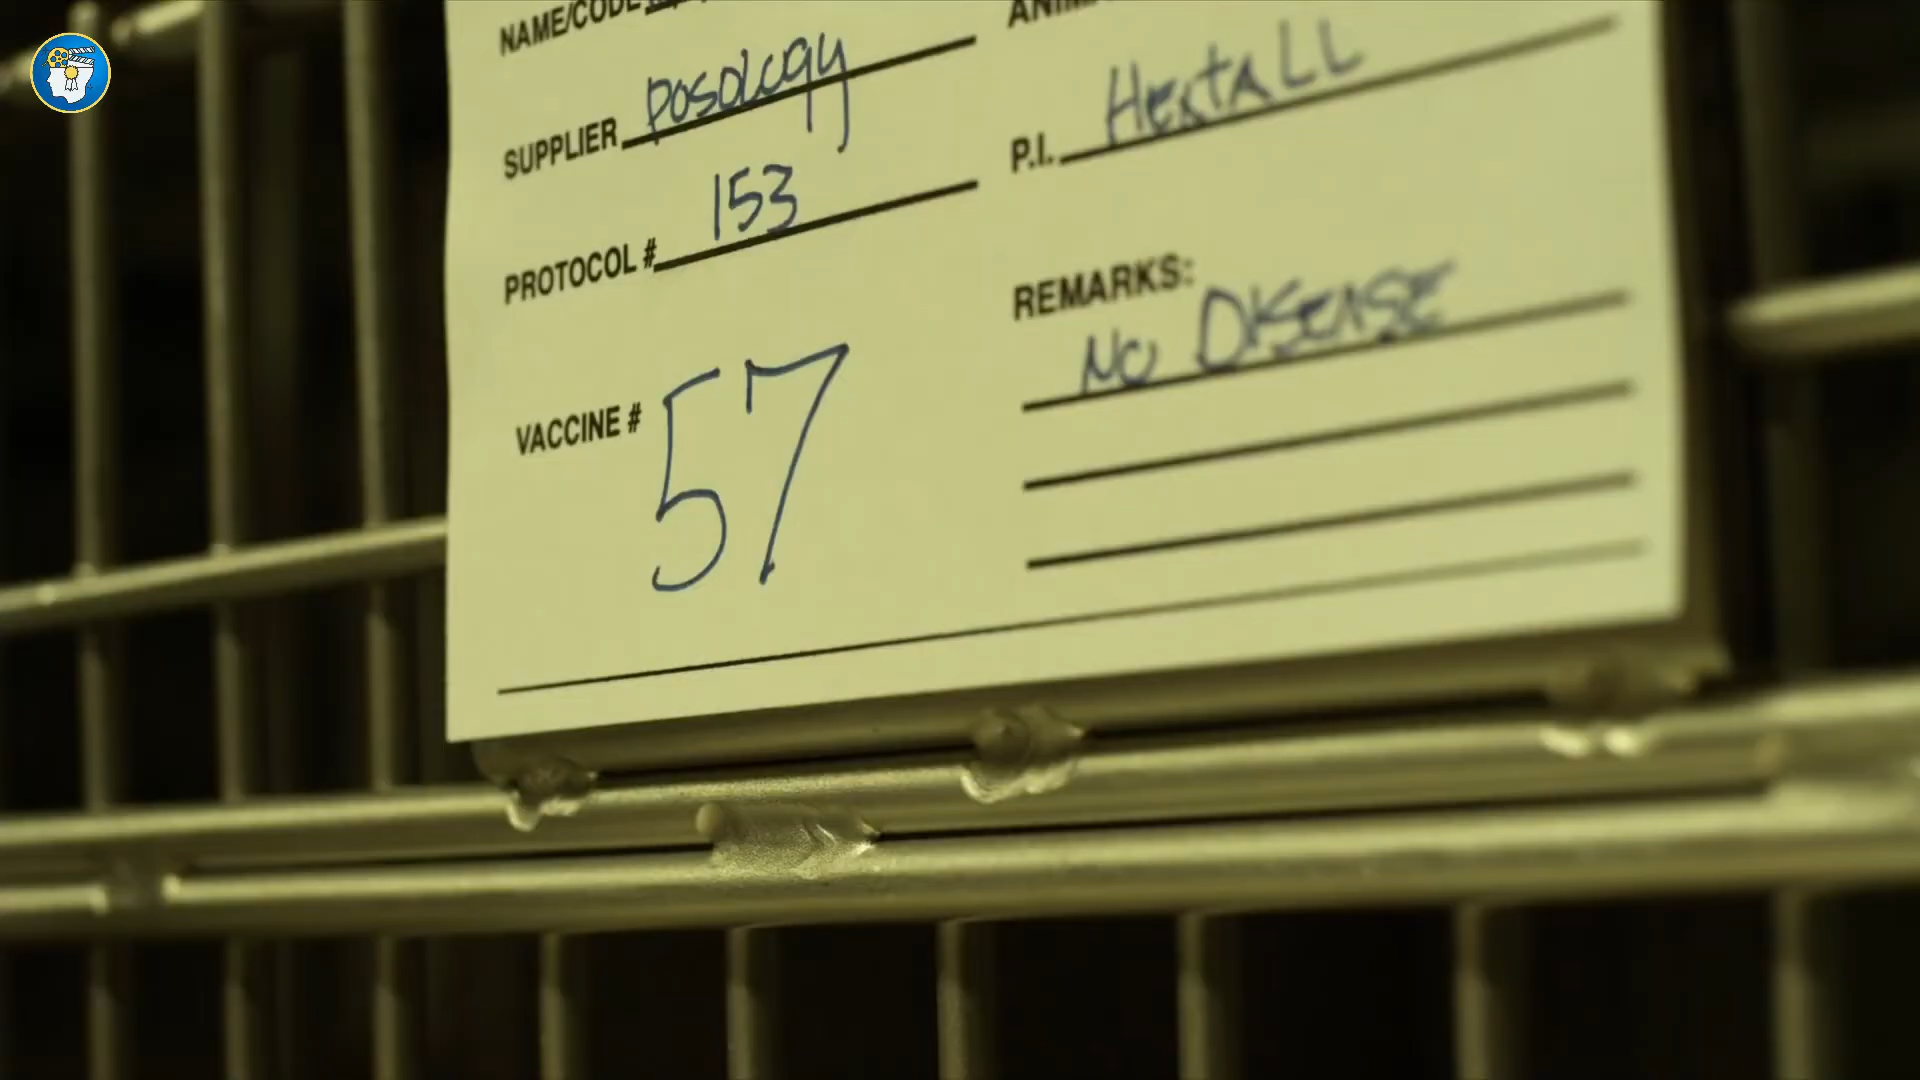 NAME/CODE
SUPPLIER posology
PROTOCOL # 153
VACCINE # 57
P.I. Hextall
REMARKS:
NO DISEASE